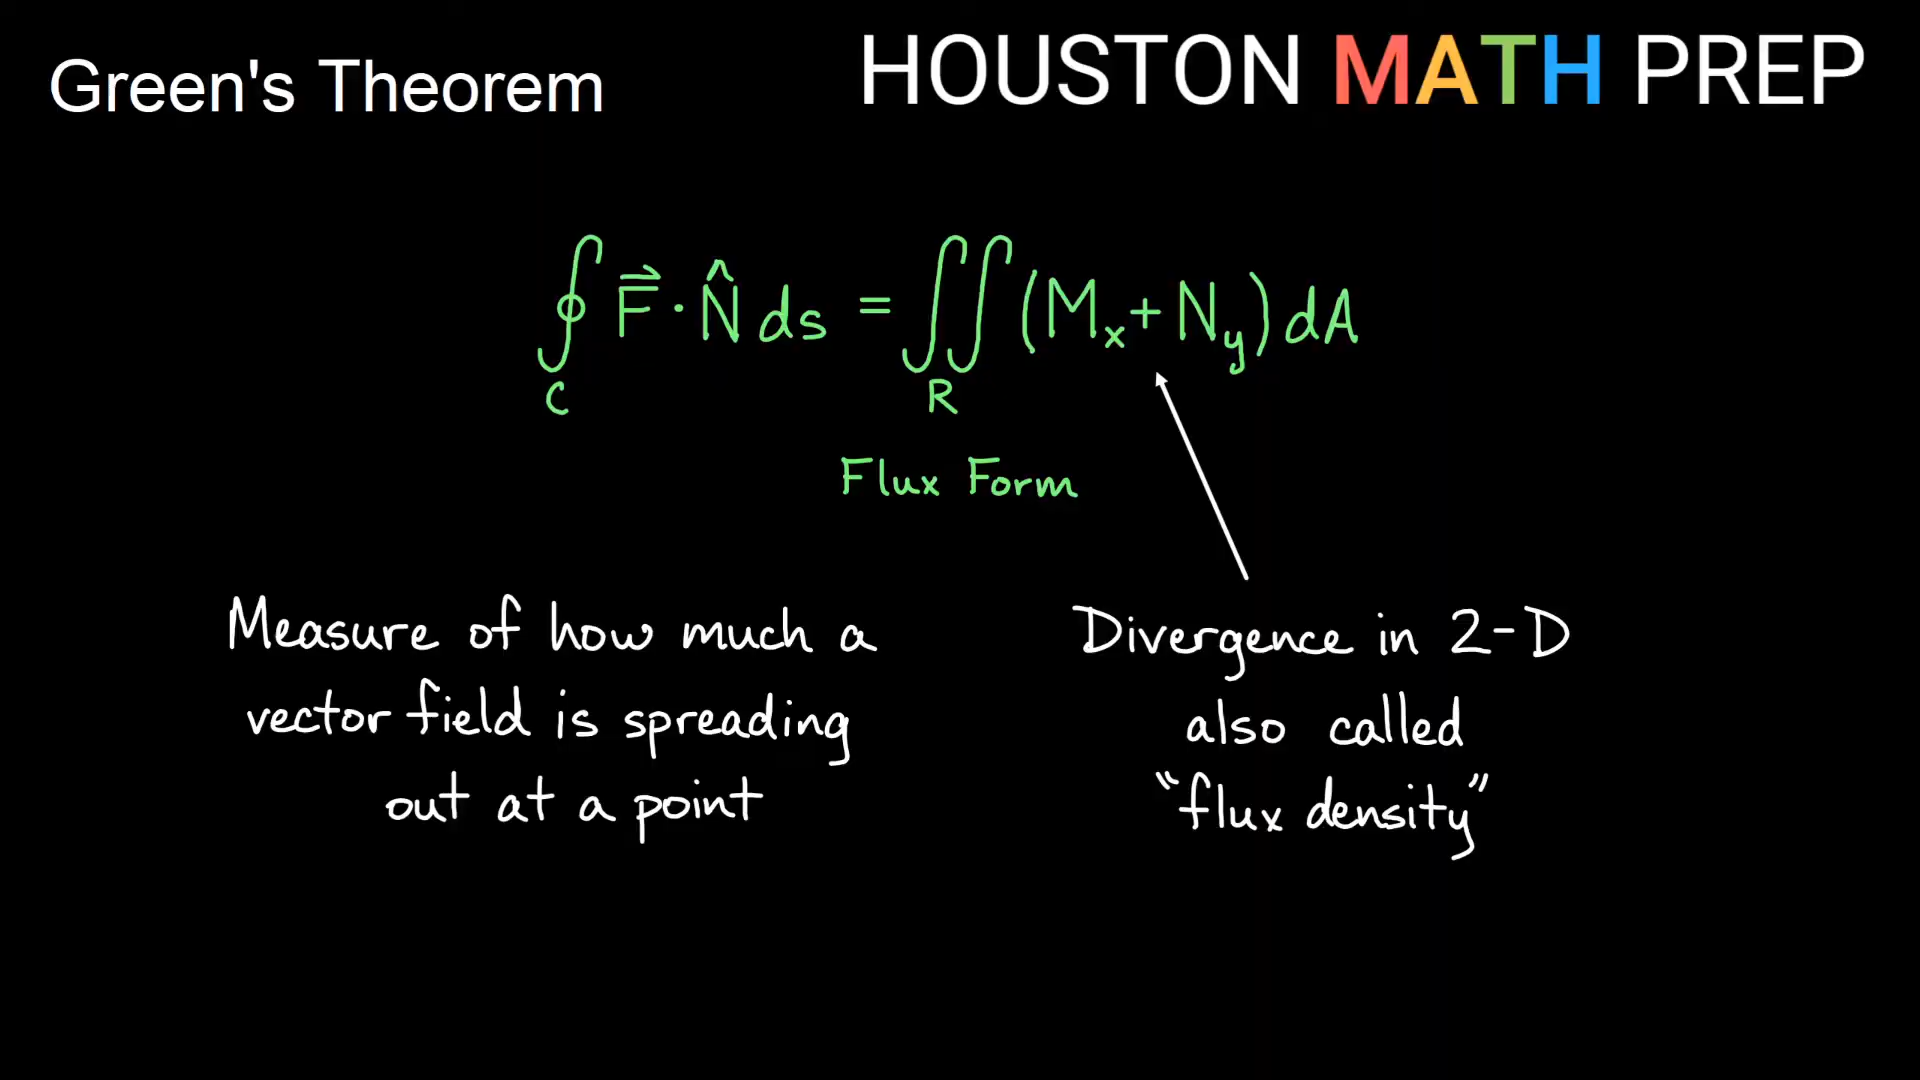 Green's Theorem
HOUSTON MATH PREP
∮_C F⃗ · N̂ ds = ∬_R (M_x + N_y) dA
Flux Form
Measure of how much a
vector field is spreading
out at a point
Divergence in 2-D
also called
“flux density”